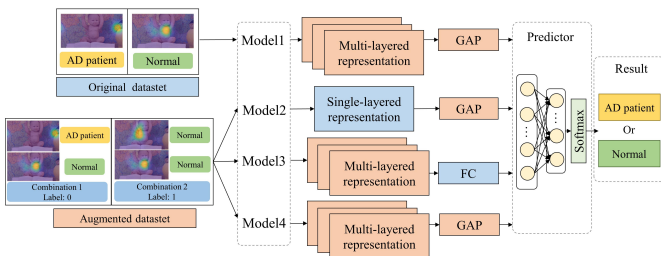 AD patient
Normal
Original datastet
AD patient
Normal
Normal
Normal
Combination 1
Label: 0
Combination 2
Label: 1
Augmented datastet
Model1
Model2
Model3
Model4
Multi-layered
representation
Single-layered
representation
Multi-layered
representation
Multi-layered
representation
GAP
GAP
FC
GAP
Predictor
Softmax
Result
AD patient
Or
Normal